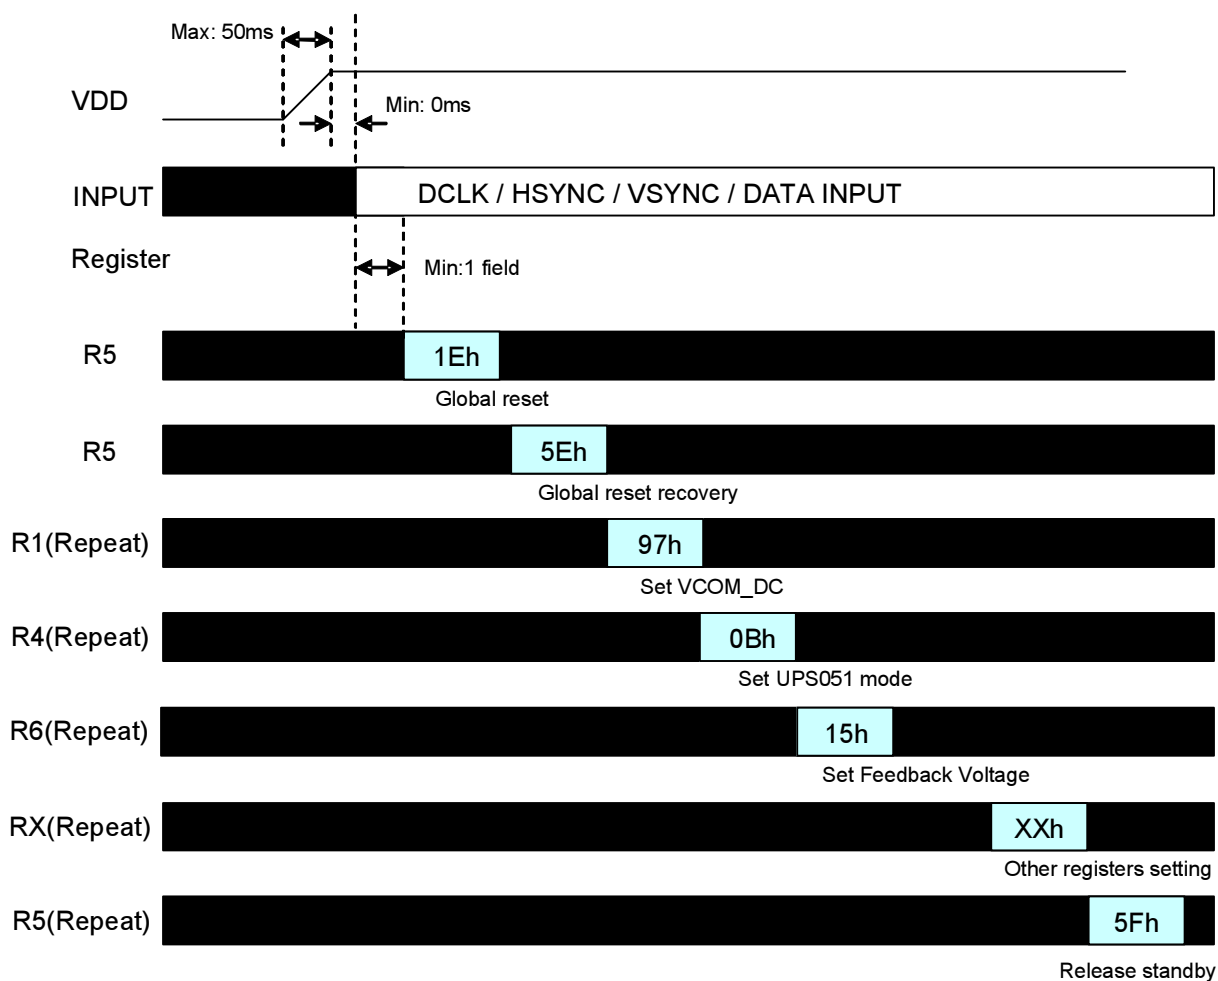 Max: 50ms
VDD
Min: 0ms
INPUT DCLK / HSYNC / VSYNC / DATA INPUT
Register
Min:1 field
R5 1Eh
Global reset
R5 5Eh
Global reset recovery
R1(Repeat) 97h
Set VCOM_DC
R4(Repeat) 0Bh
Set UPS051 mode
R6(Repeat) 15h
Set Feedback Voltage
RX(Repeat) XXh
Other registers setting
R5(Repeat) 5Fh
Release standby